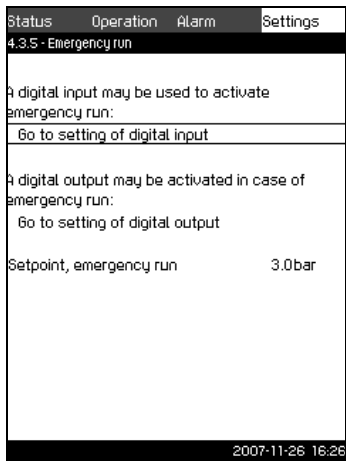 Status Operation Alarm Settings
4.3.5 - Emergency run
A digital input may be used to activate
emergency run:
Go to setting of digital input
A digital output may be activated in case of
emergency run:
Go to setting of digital output
Setpoint, emergency run 3.0bar
2007-11-26 16:26